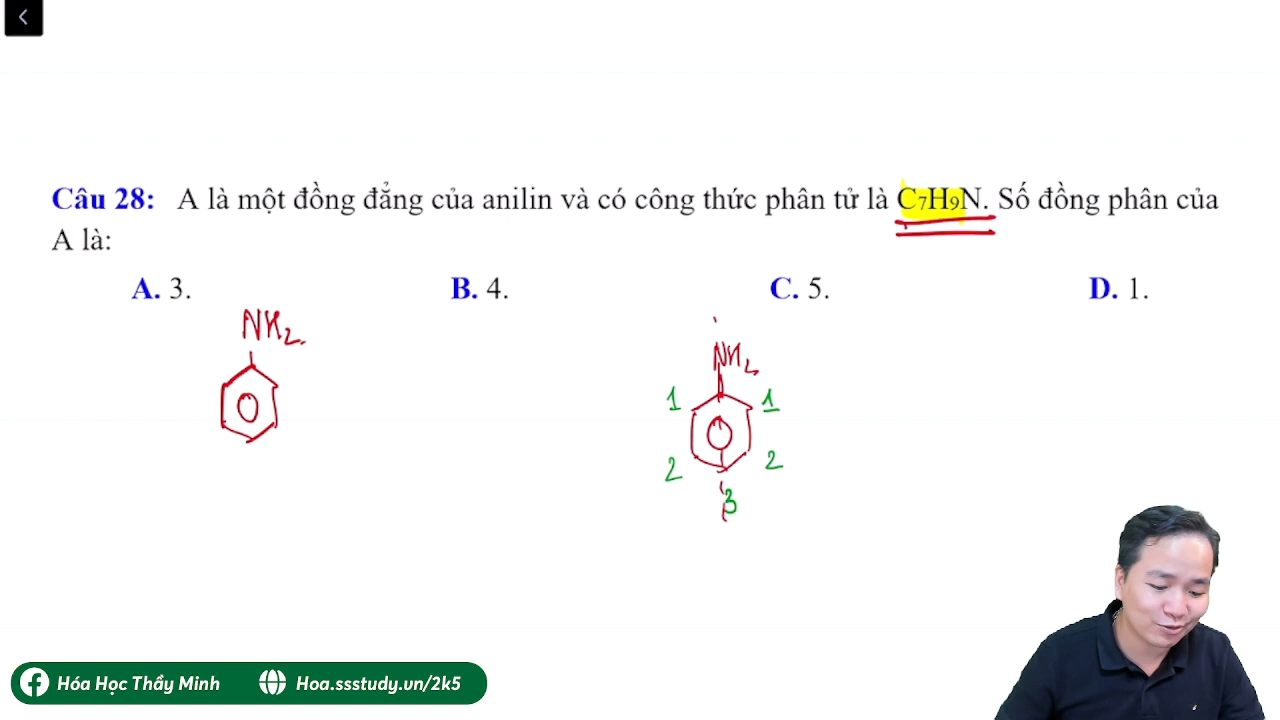 Câu 28: A là một đồng đẳng của anilin và có công thức phân tử là C₇H₉N. Số đồng phân của
A là:
A. 3. B. 4. C. 5. D. 1.
NH₂
NH₂
1 1
2 2
3
Hóa Học Thầy Minh Hoa.ssstudy.vn/2k5